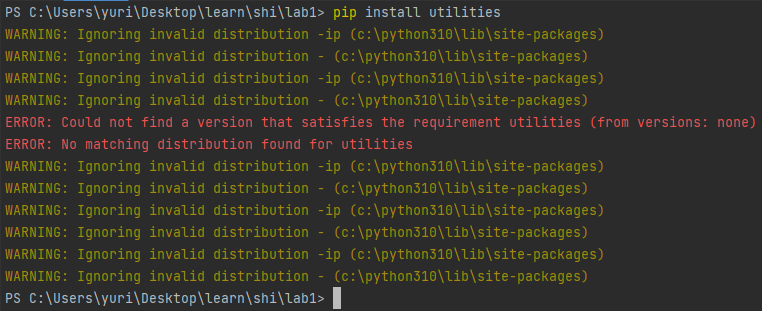 PS C:\Users\yuri\Desktop\learn\shi\lab1> pip install utilities
WARNING: Ignoring invalid distribution -ip (c:\python310\lib\site-packages)
WARNING: Ignoring invalid distribution - (c:\python310\lib\site-packages)
WARNING: Ignoring invalid distribution -ip (c:\python310\lib\site-packages)
WARNING: Ignoring invalid distribution - (c:\python310\lib\site-packages)
ERROR: Could not find a version that satisfies the requirement utilities (from versions: none)
ERROR: No matching distribution found for utilities
WARNING: Ignoring invalid distribution -ip (c:\python310\lib\site-packages)
WARNING: Ignoring invalid distribution - (c:\python310\lib\site-packages)
WARNING: Ignoring invalid distribution -ip (c:\python310\lib\site-packages)
WARNING: Ignoring invalid distribution - (c:\python310\lib\site-packages)
WARNING: Ignoring invalid distribution -ip (c:\python310\lib\site-packages)
WARNING: Ignoring invalid distribution - (c:\python310\lib\site-packages)
PS C:\Users\yuri\Desktop\learn\shi\lab1>